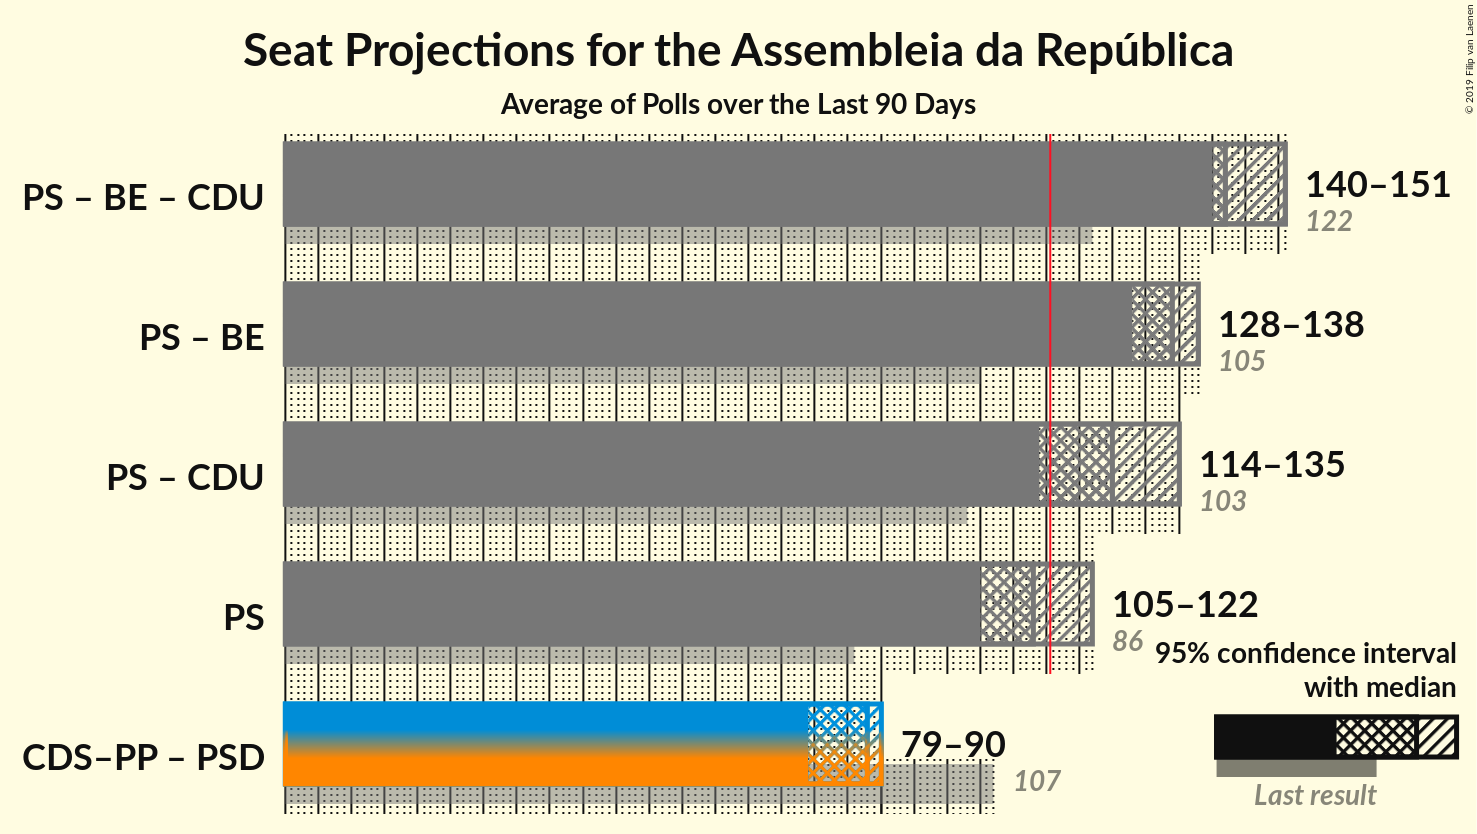 Seat Projections for the Assembleia da República
Average of Polls over the Last 90 Days
© 2019 Filip van Laenen
PS – BE – CDU
140–151
122
PS – BE
128–138
105
PS – CDU
114–135
103
PS
105–122
86
CDS–PP – PSD
79–90
107
95% confidence interval
with median
Last result